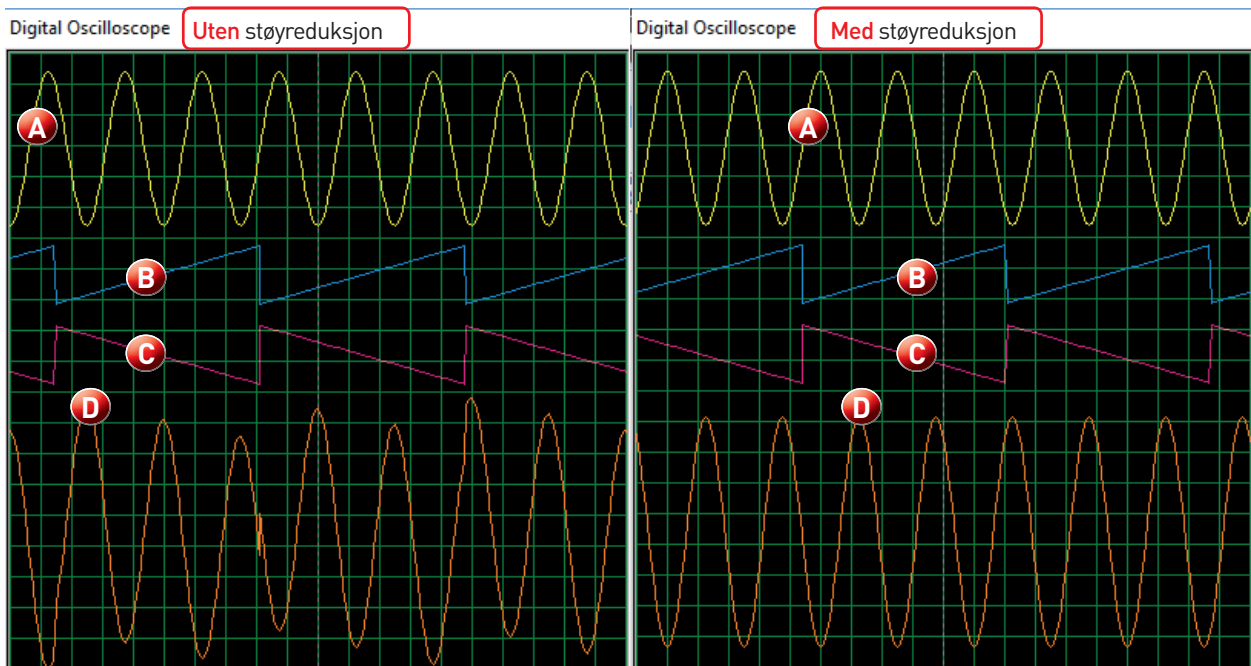 Digital Oscilloscope
Uten støyreduksjon
A
B
C
D
Digital Oscilloscope
Med støyreduksjon
A
B
C
D